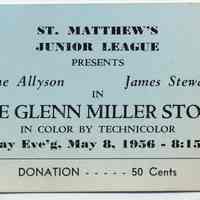 ST. MATTHEW'S
JUNIOR LEAGUE
PRESENTS
ne Allyson James Stewa
IN
E GLENN MILLER STO
IN COLOR BY TECHNICOLOR
ay Eve'g, May 8, 1956 - 8:15
DONATION - - - - - 50 Cents